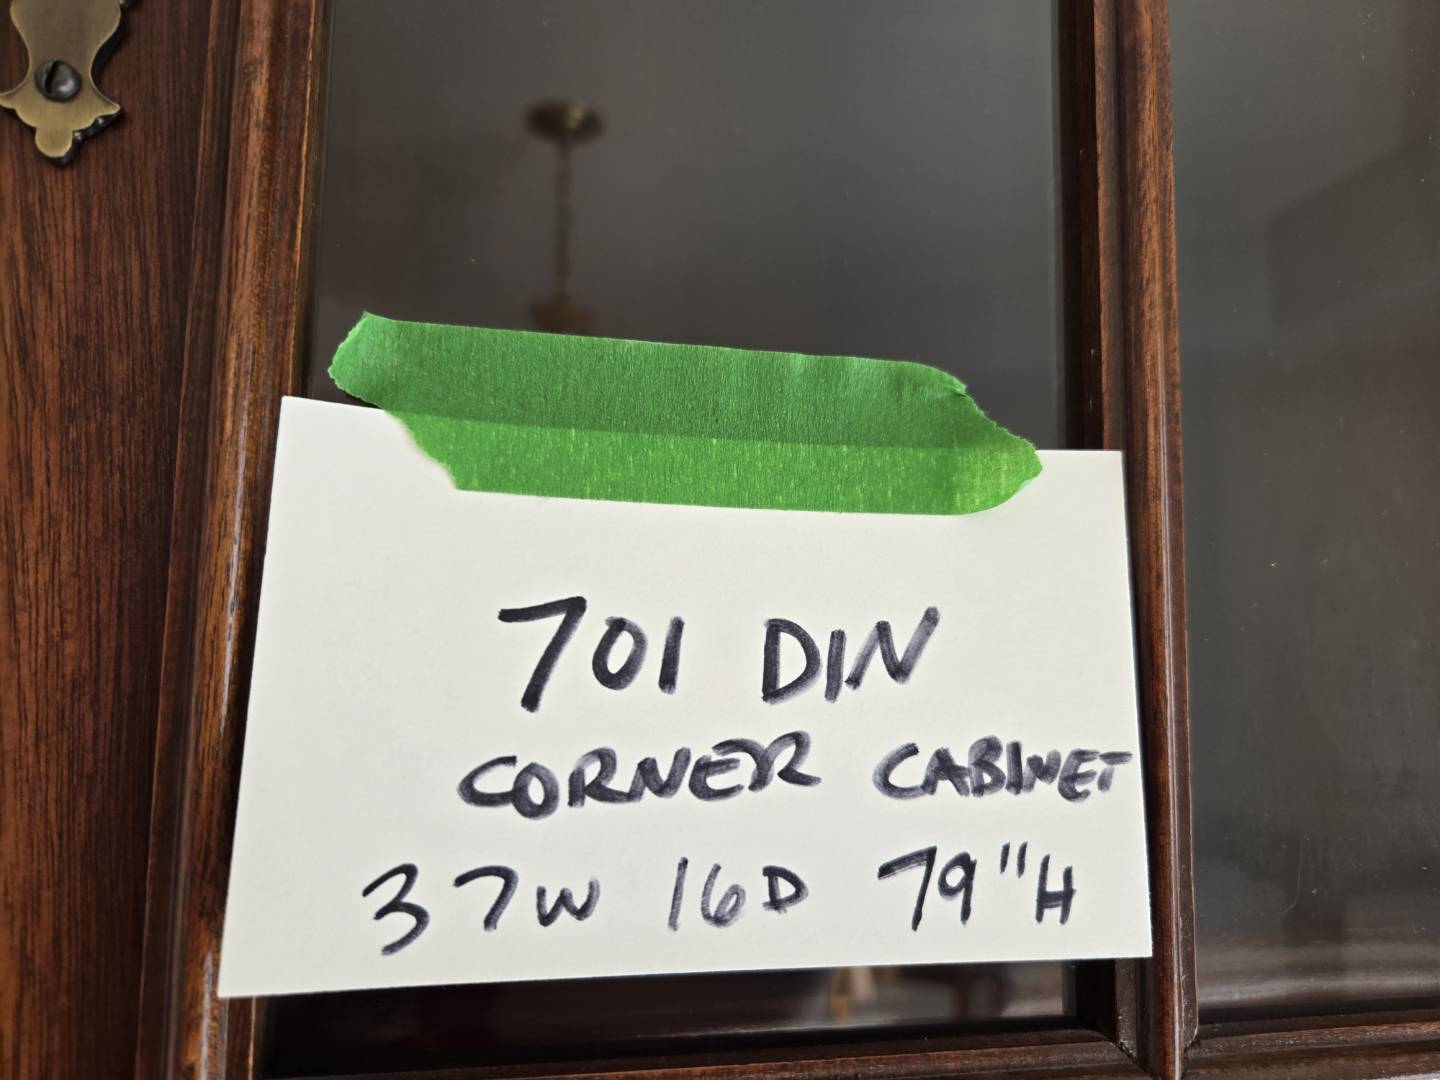 701 DIN
CORNER CABINET
37W 16D 79"H